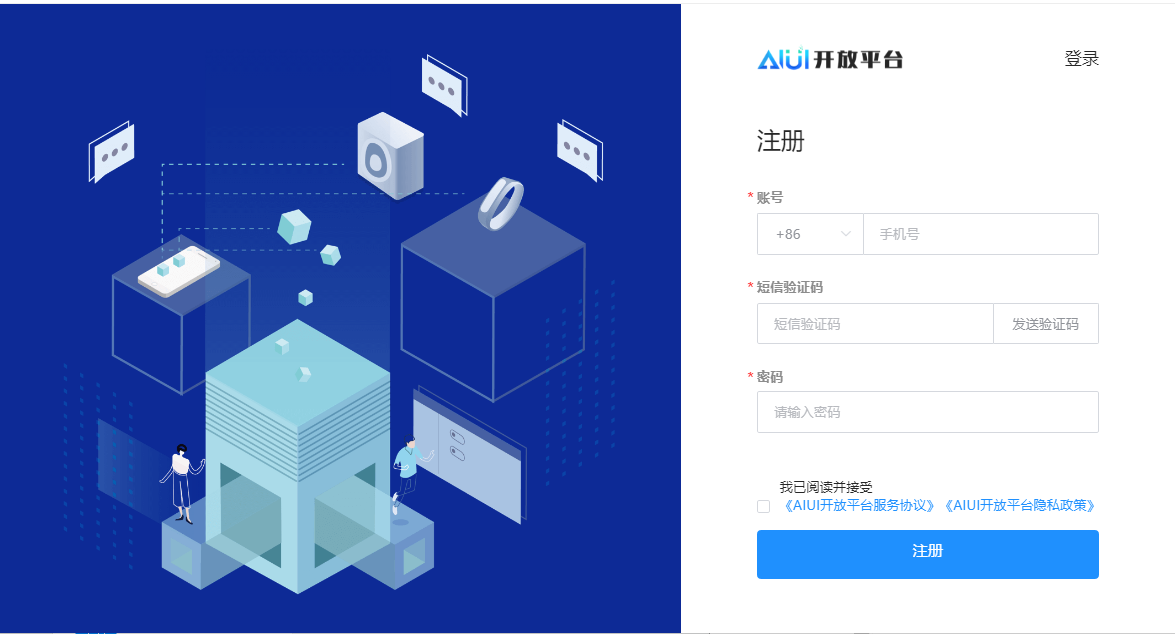 AIUI开放平台
登录
注册
* 账号
+86
手机号
* 短信验证码
短信验证码
发送验证码
* 密码
请输入密码
我已阅读并接受
《AIUI开放平台服务协议》《AIUI开放平台隐私政策》
注册